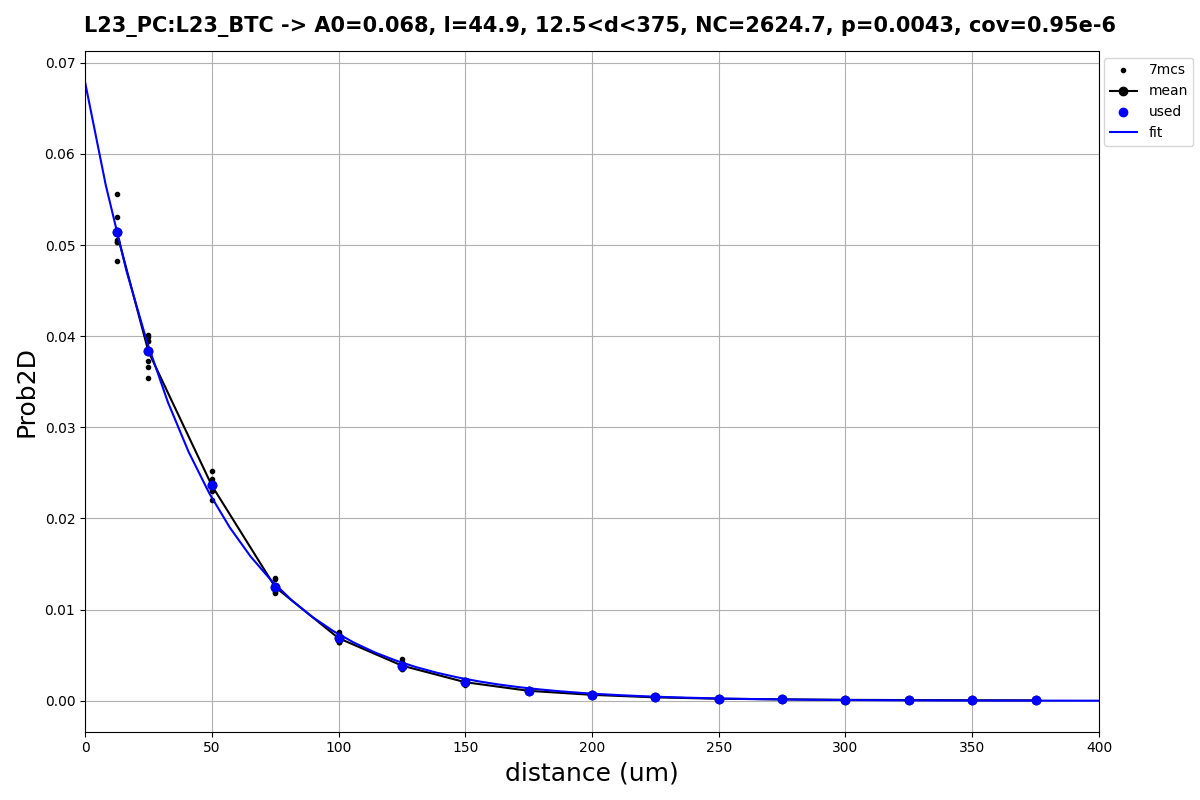 L23_PC:L23_BTC -> A0=0.068, l=44.9, 12.5<d<375, NC=2624.7, p=0.0043, cov=0.95e-6
7mcs
mean
used
fit
0.07
0.06
0.05
0.04
0.03
0.02
0.01
0.00
Prob2D
0 50 100 150 200 250 300 350 400
distance (um)